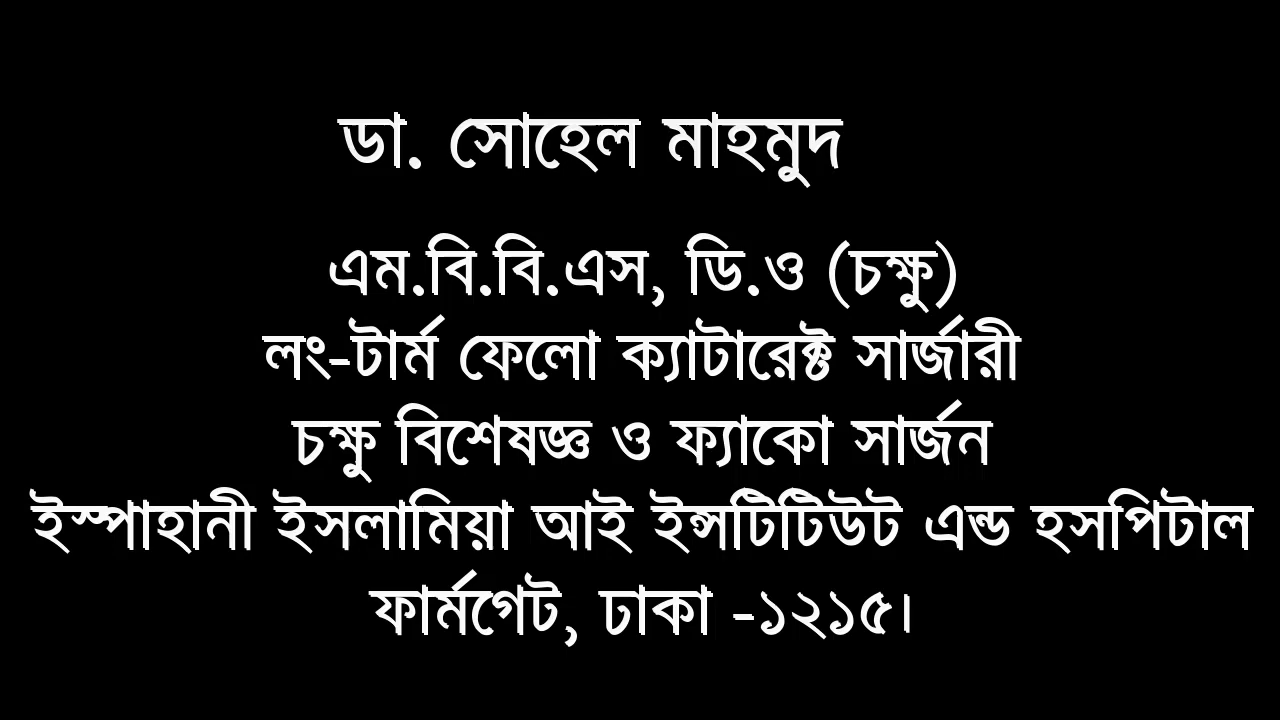 ডা. সোহেল মাহমুদ
এম.বি.বি.এস, ডি.ও (চক্ষু)
লং-টার্ম ফেলো ক্যাটারেক্ট সার্জারী
চক্ষু বিশেষজ্ঞ ও ফ্যাকো সার্জন
ইস্পাহানী ইসলামিয়া আই ইন্সটিটিউট এন্ড হসপিটাল
ফার্মগেট, ঢাকা -১২১৫।